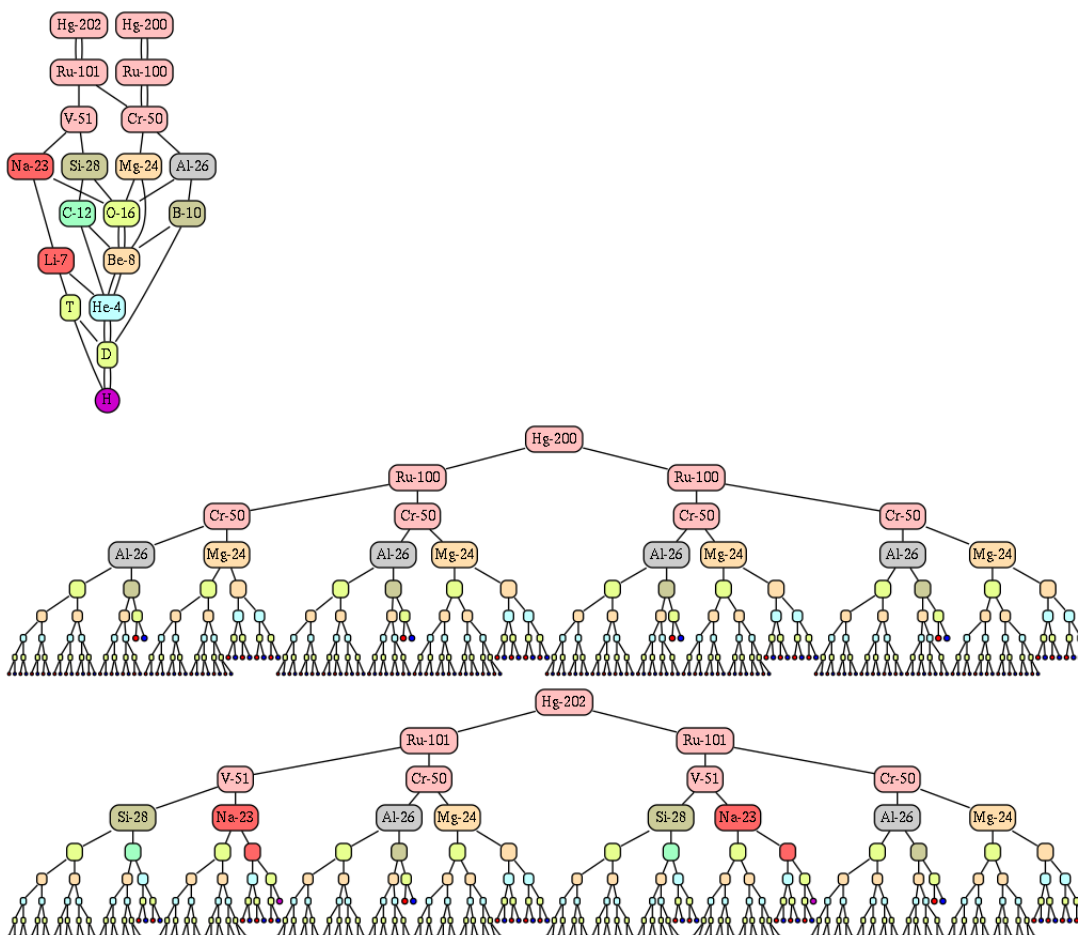 Hg-202 Hg-200
Ru-101 Ru-100
V-51 Cr-50
Na-23 Si-28 Mg-24 Al-26
C-12 O-16 B-10
Li-7 Be-8
T He-4
D
H
Hg-200
Ru-100 Ru-100
Cr-50 Cr-50 Cr-50 Cr-50
Al-26 Mg-24 Al-26 Mg-24 Al-26 Mg-24 Al-26 Mg-24
Hg-202
Ru-101 Ru-101
V-51 Cr-50 V-51 Cr-50
Si-28 Na-23 Al-26 Mg-24 Si-28 Na-23 Al-26 Mg-24